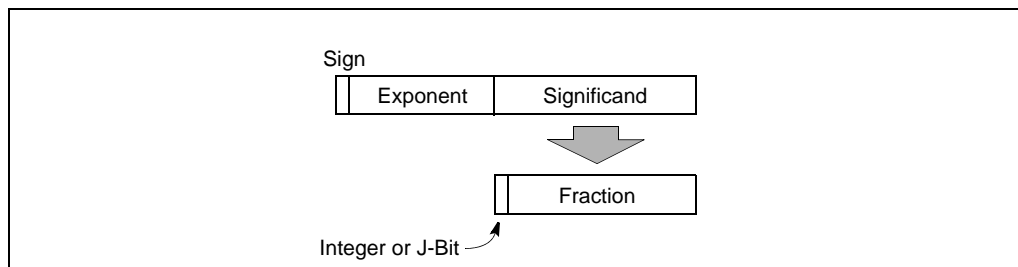 Sign
Exponent Significand
Fraction
Integer or J-Bit